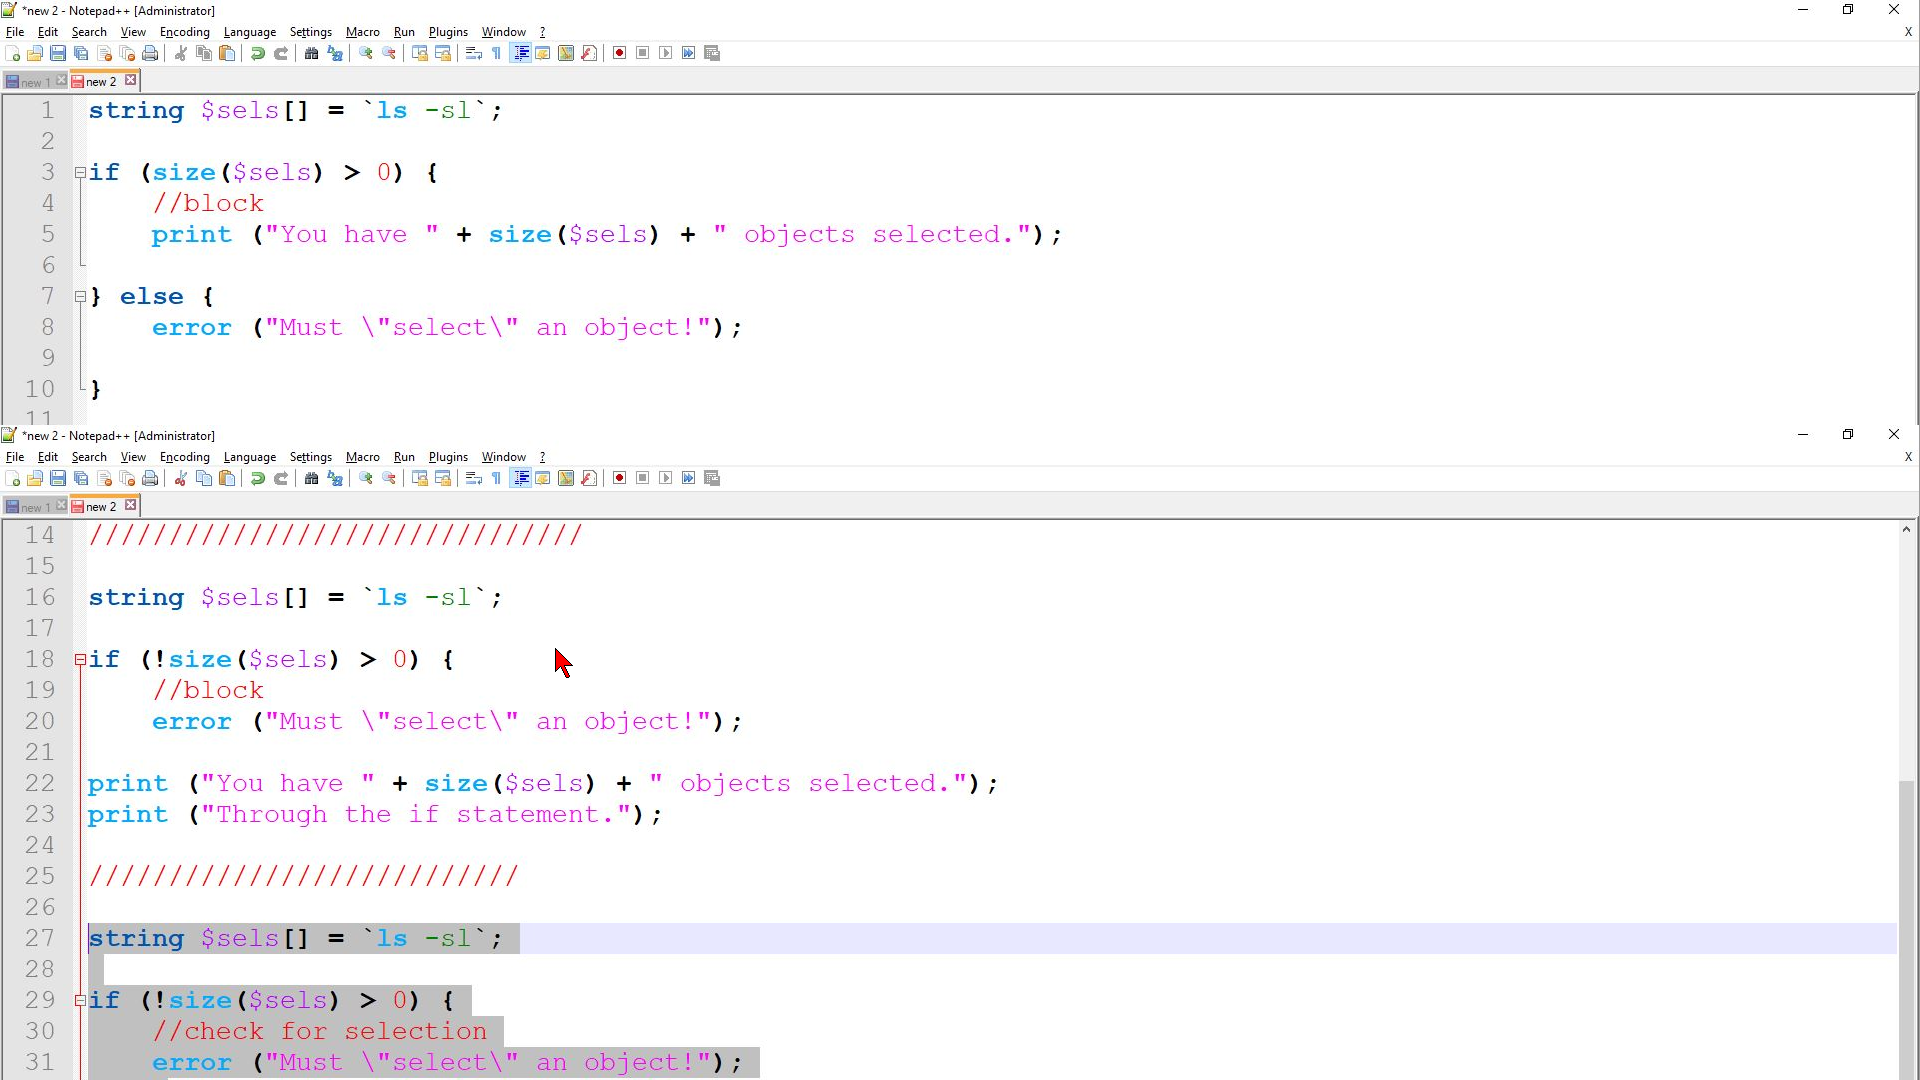 *new 2 - Notepad++ [Administrator]
File Edit Search View Encoding Language Settings Macro Run Plugins Window ? X
new 1 new 2
1 string $sels[] = `ls -sl`;
2
3 if (size($sels) > 0) {
4 //block
5 print ("You have " + size($sels) + " objects selected.");
6
7 } else {
8 error ("Must \"select\" an object!");
9
10 }
11
*new 2 - Notepad++ [Administrator]
File Edit Search View Encoding Language Settings Macro Run Plugins Window ? X
new 1 new 2
14 ///////////////////////////////
15
16 string $sels[] = `ls -sl`;
17
18 if (!size($sels) > 0) {
19 //block
20 error ("Must \"select\" an object!");
21
22 print ("You have " + size($sels) + " objects selected.");
23 print ("Through the if statement.");
24
25 ///////////////////////////
26
27 string $sels[] = `ls -sl`;
28
29 if (!size($sels) > 0) {
30 //check for selection
31 error ("Must \"select\" an object!");